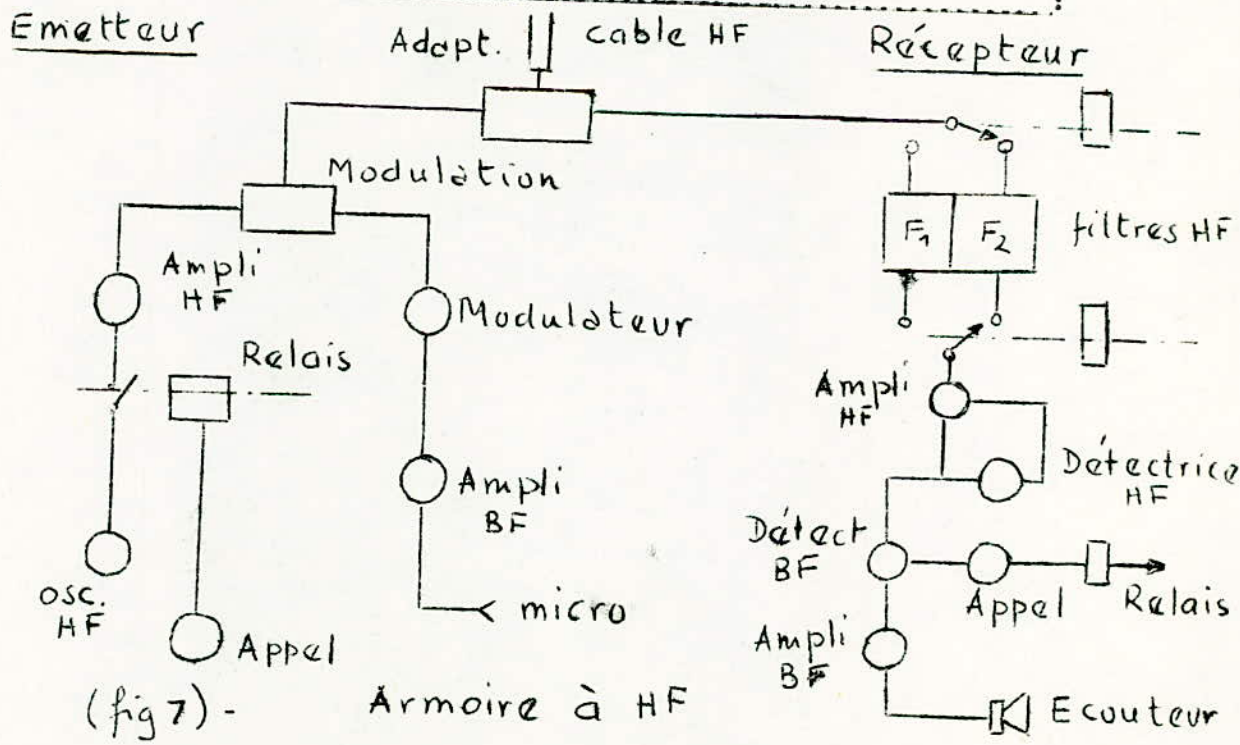 Emetteur
Adapt.
cable HF
Récepteur
Modulation
Ampli
HF
Modulateur
Relais
Ampli
BF
micro
osc.
HF
Appel
F1
F2
filtres HF
Ampli
HF
Détectrice
HF
Détect
BF
Appel
Relais
Ampli
BF
Ecouteur
(fig 7) - Armoire à HF